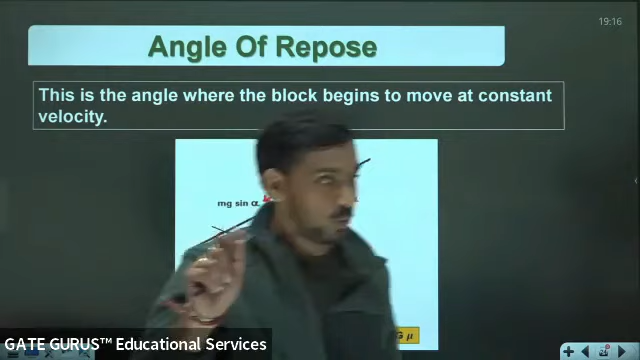 19:16
Angle Of Repose
This is the angle where the block begins to move at constant
velocity.
mg sin α
μ
GATE GURUS™ Educational Services